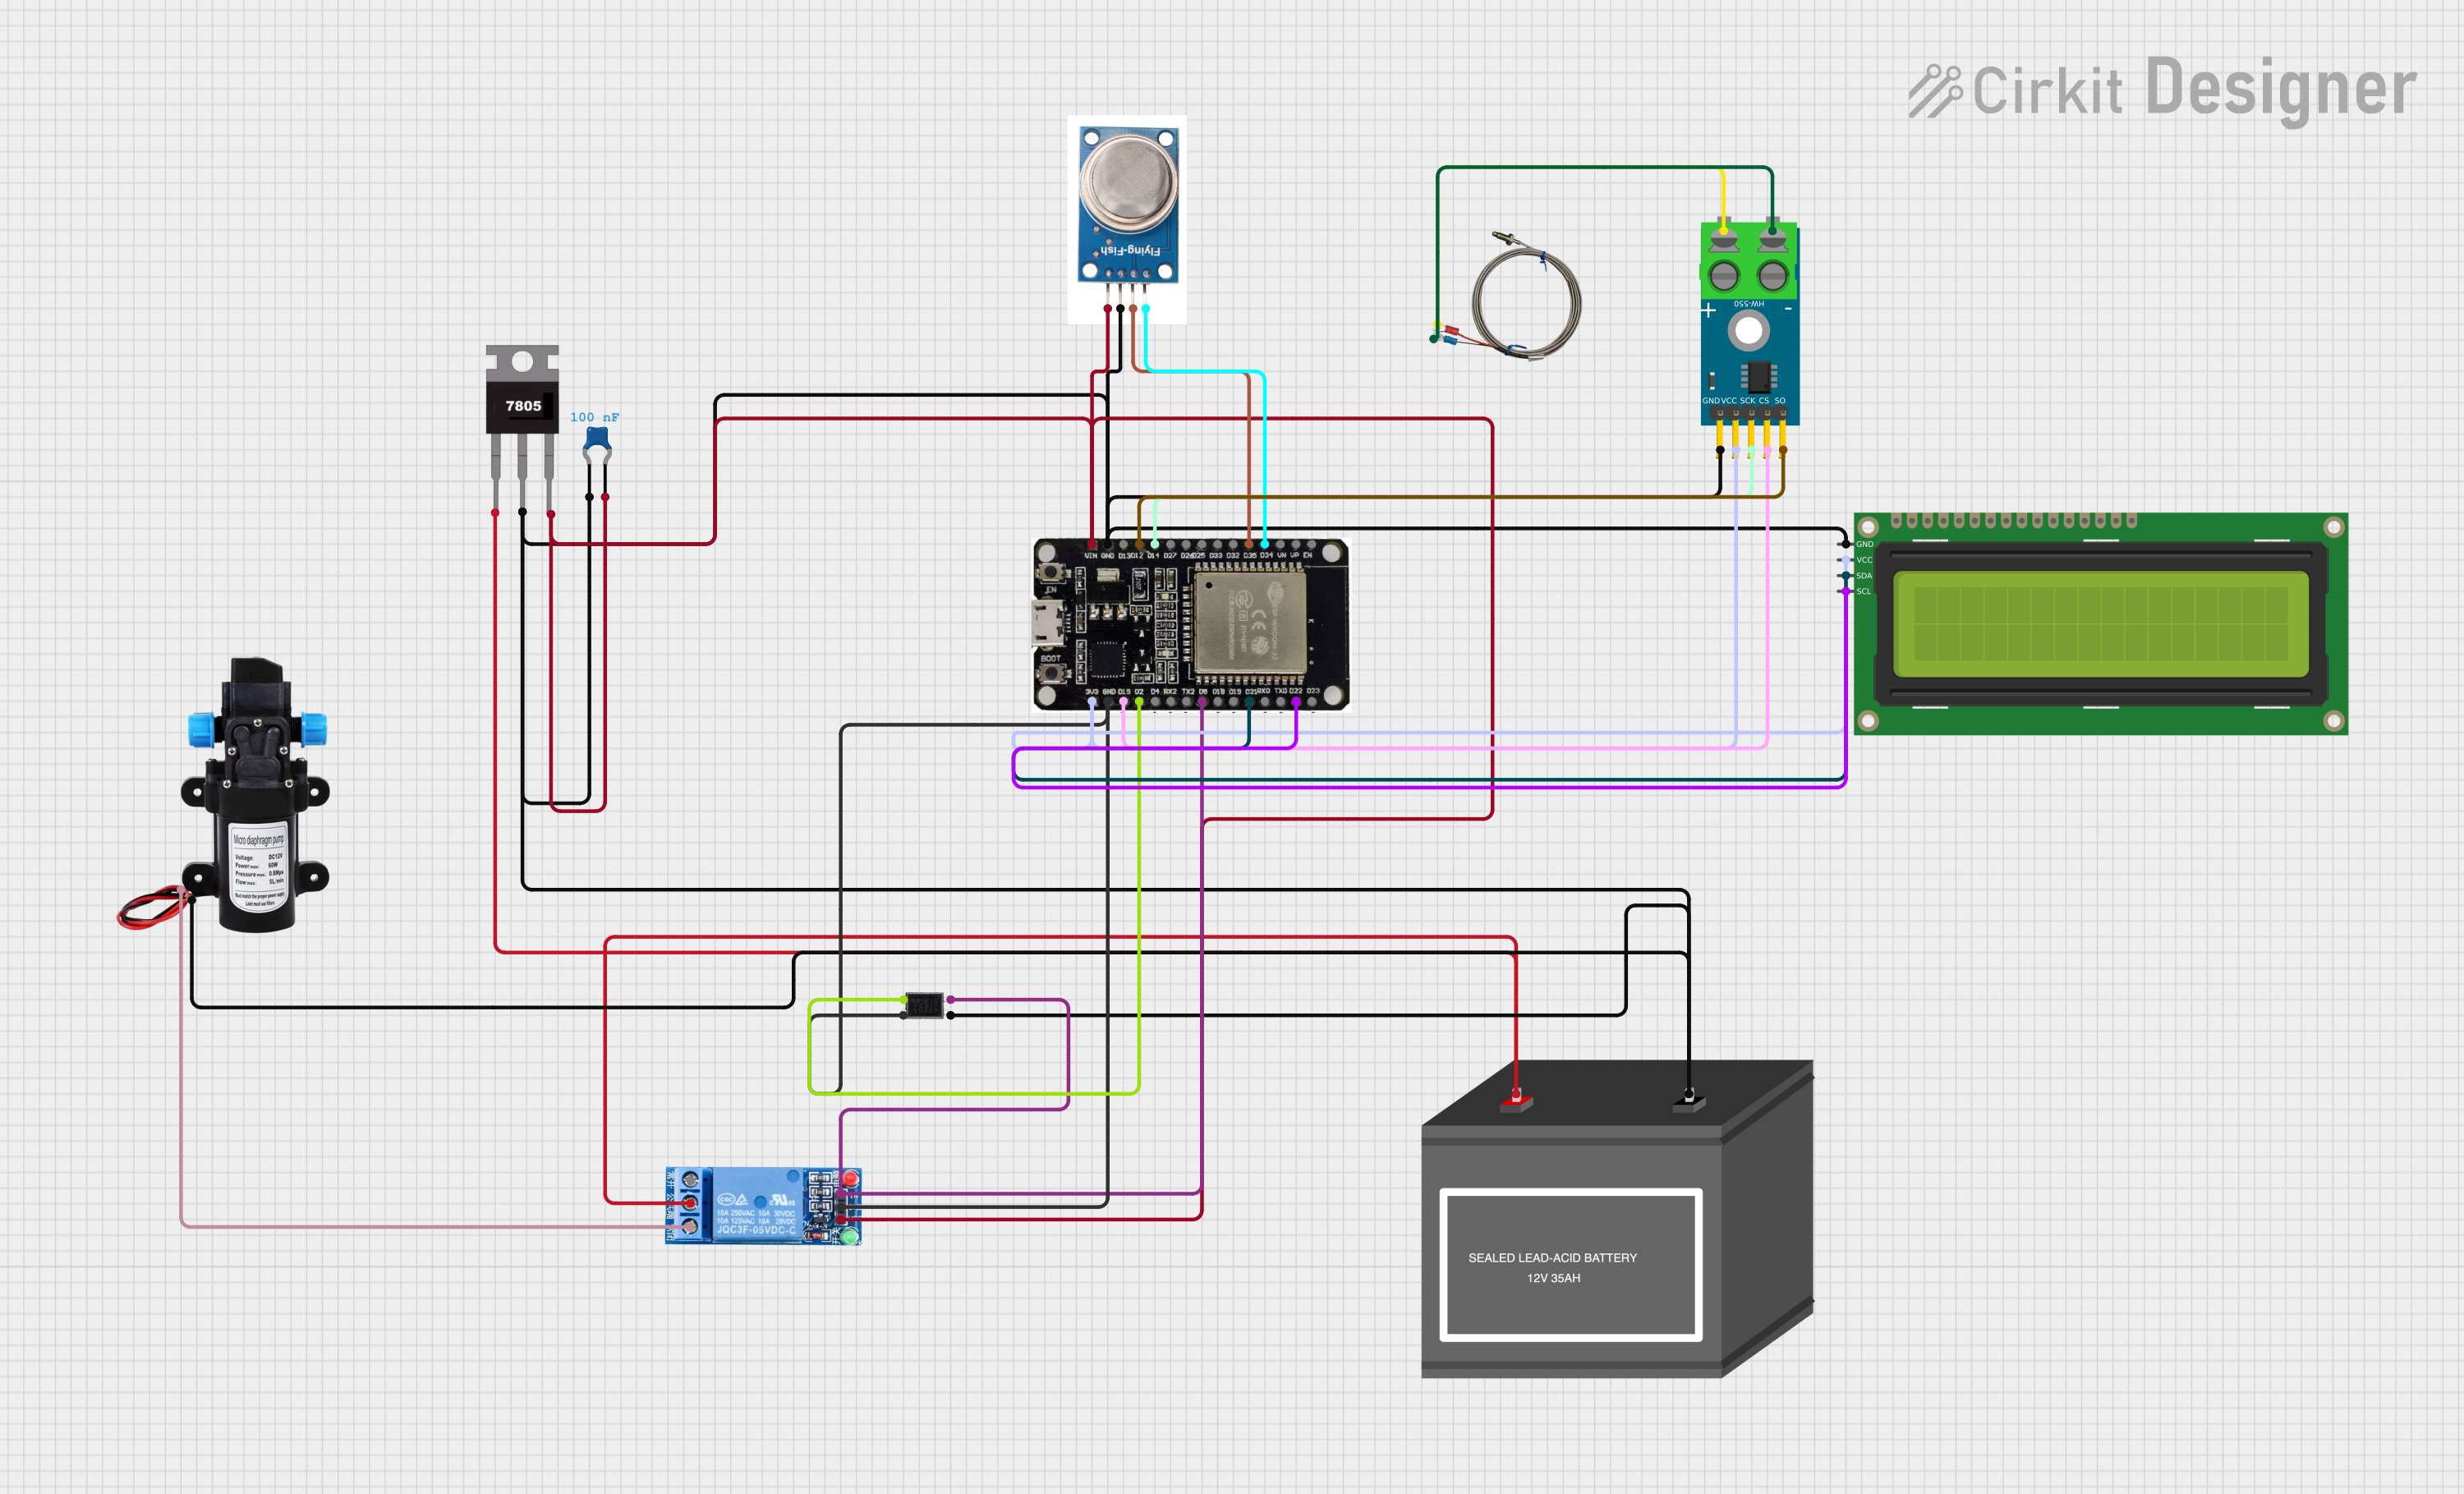 Cirkit Designer
Flying-Fish
7805
100 nF
HW-550
+ -
GND VCC SCK CS SO
VIN GND D13 D12 D14 D27 D26 D25 D33 D32 D35 D34 VN VP EN
EN
BOOT
3V3 GND D15 D2 D4 RX2 TX2 D5 D18 D19 D21 RX0 TX0 D22 D23
GND
VCC
SDA
SCL
Micro diaphragm pump
Voltage: DC12V
Power max: 60W
Pressure max: 0.8Mpa
Flow max: 5L/min
10A 250VAC 10A 30VDC
10A 125VAC 10A 28VDC
JQC3F-05VDC-C
SEALED LEAD-ACID BATTERY
12V 35AH